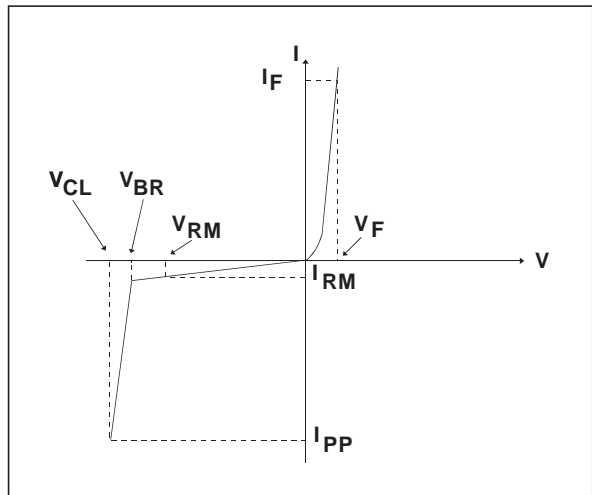 I
I_F
V_CL
V_BR
V_RM
V_F
V
I_RM
I_PP